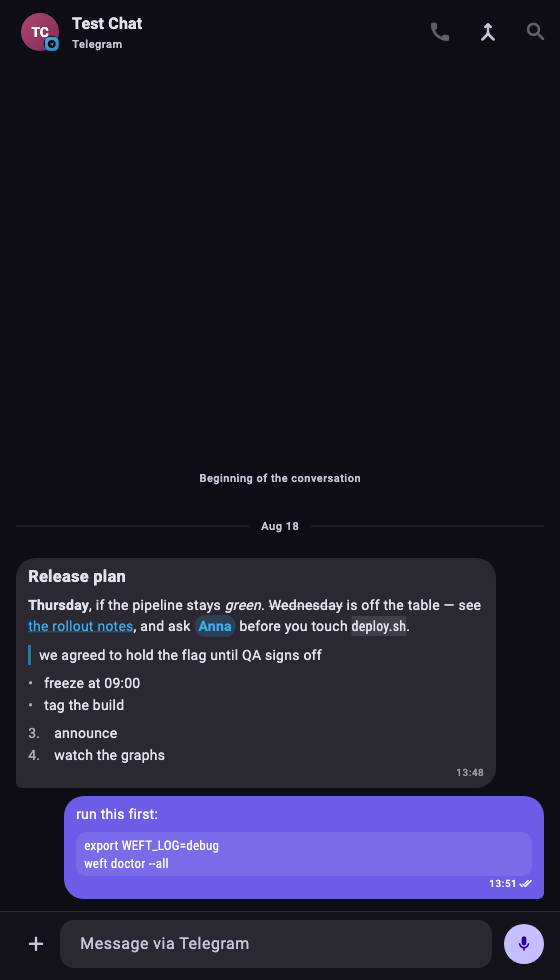 TC
Test Chat
Telegram
Beginning of the conversation
Aug 18
Release plan
Thursday, if the pipeline stays green. Wednesday is off the table — see
the rollout notes, and ask Anna before you touch deploy.sh.
we agreed to hold the flag until QA signs off
• freeze at 09:00
• tag the build
3. announce
4. watch the graphs
13:48
run this first:
export WEFT_LOG=debug
weft doctor --all
13:51
Message via Telegram